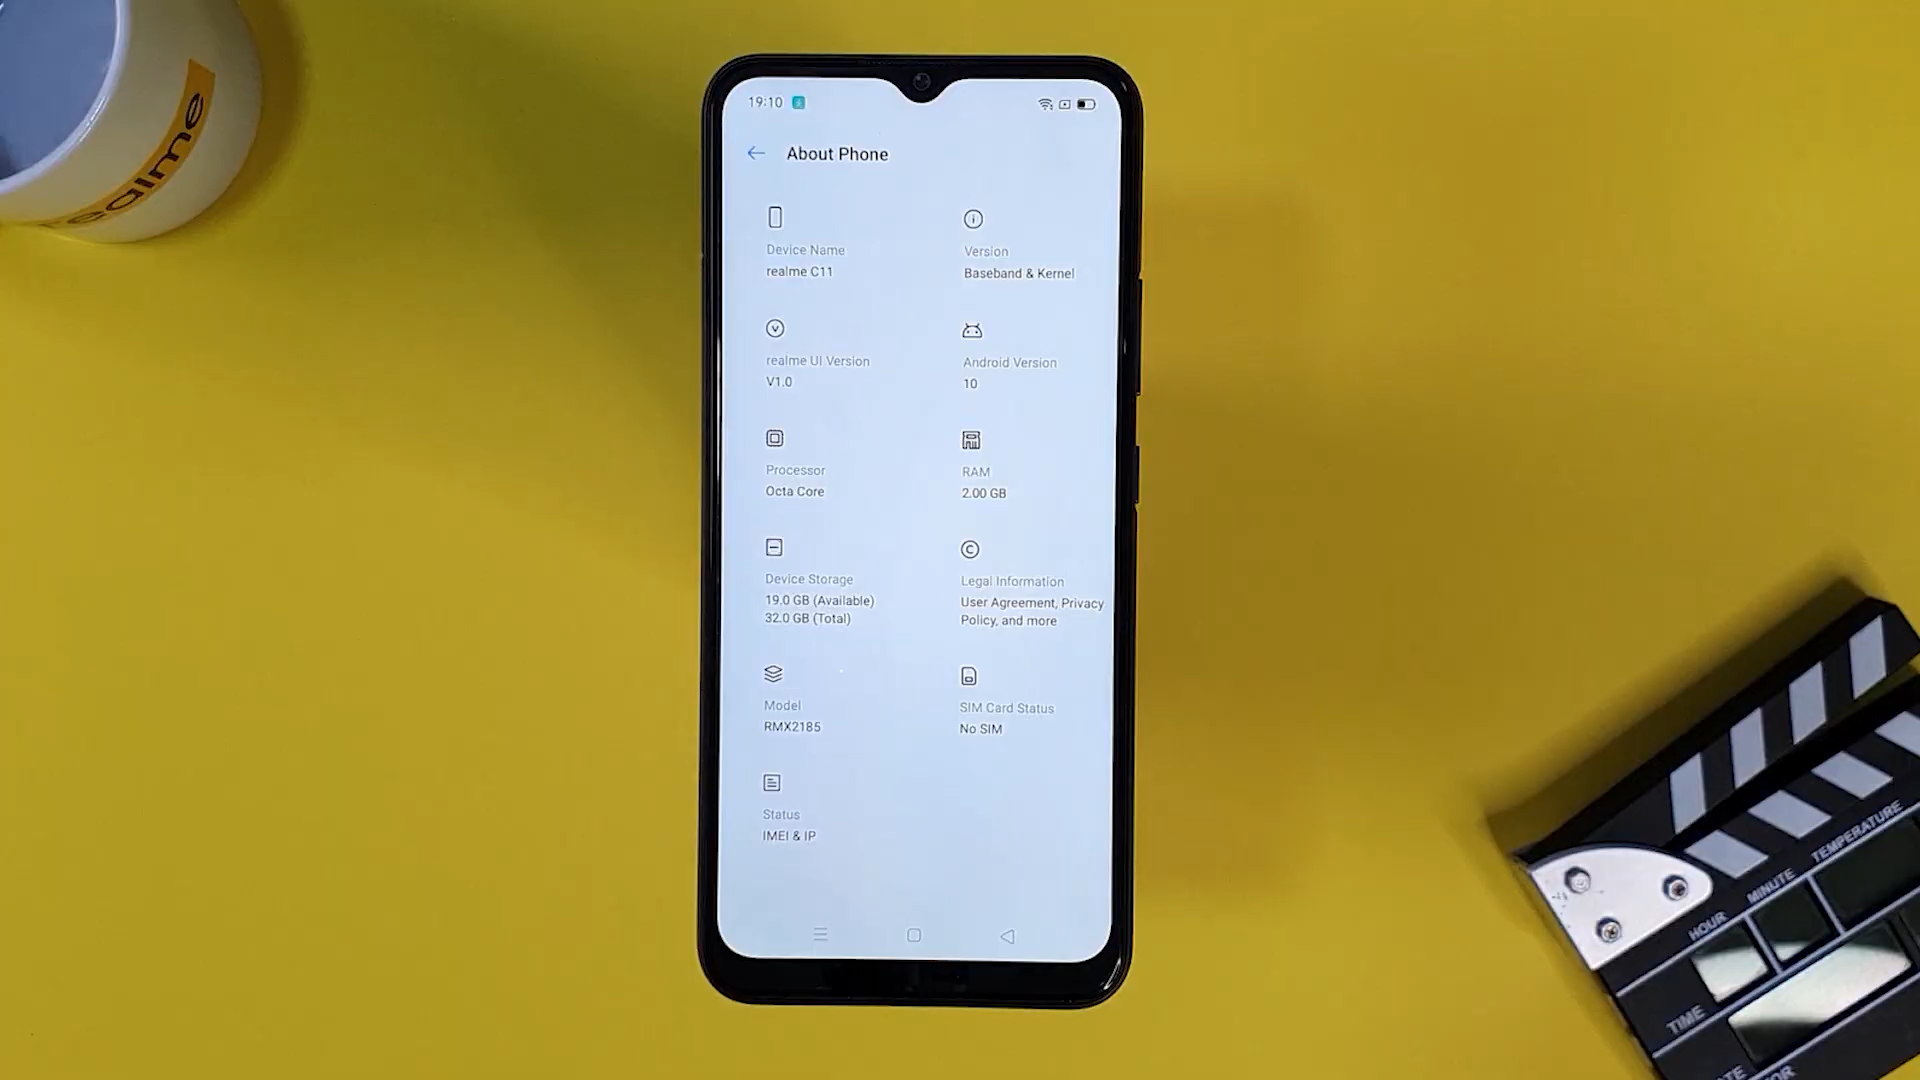 realme
19:10
About Phone
Device Name
realme C11
Version
Baseband & Kernel
realme UI Version
V1.0
Android Version
10
Processor
Octa Core
RAM
2.00 GB
Device Storage
19.0 GB (Available)
32.0 GB (Total)
Legal Information
User Agreement, Privacy
Policy, and more
Model
RMX2185
SIM Card Status
No SIM
Status
IMEI & IP
HOUR MINUTE TEMPERATURE
TIME